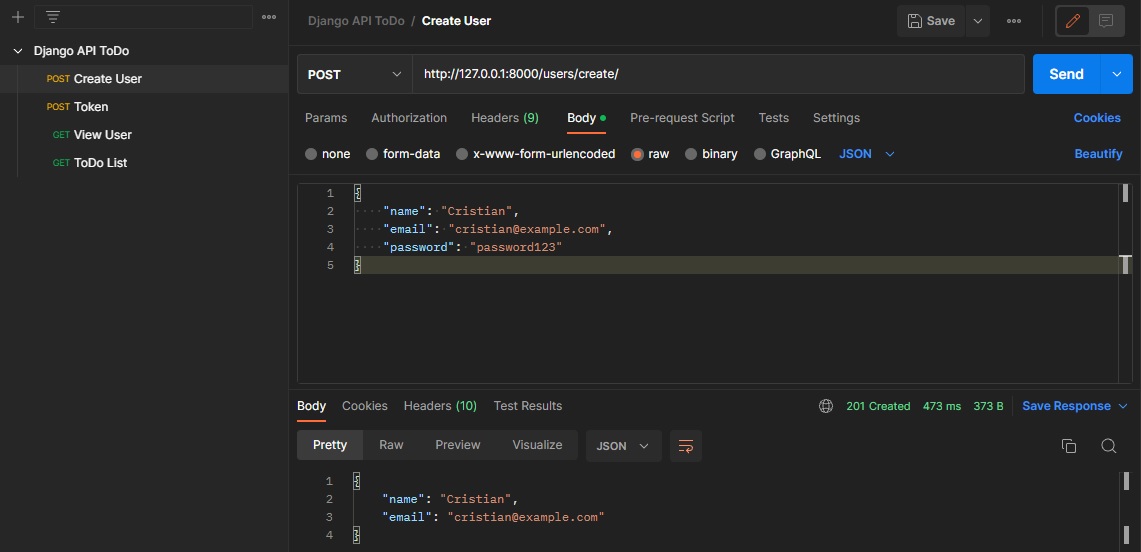 Django API ToDo / Create User
Save
Django API ToDo
POST Create User
POST Token
GET View User
GET ToDo List
POST http://127.0.0.1:8000/users/create/ Send
Params Authorization Headers (9) Body Pre-request Script Tests Settings Cookies
none form-data x-www-form-urlencoded raw binary GraphQL JSON Beautify
1 {
2 "name": "Cristian",
3 "email": "cristian@example.com",
4 "password": "password123"
5 }
Body Cookies Headers (10) Test Results 201 Created 473 ms 373 B Save Response
Pretty Raw Preview Visualize JSON
1 {
2 "name": "Cristian",
3 "email": "cristian@example.com"
4 }